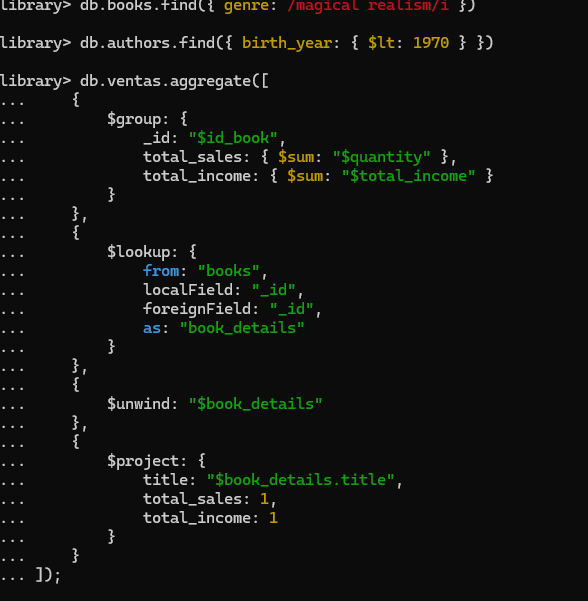 library> db.books.find({ genre: /magical realism/i })
library> db.authors.find({ birth_year: { $lt: 1970 } })
library> db.ventas.aggregate([
...     {
...         $group: {
...             _id: "$id_book",
...             total_sales: { $sum: "$quantity" },
...             total_income: { $sum: "$total_income" }
...         }
...     },
...     {
...         $lookup: {
...             from: "books",
...             localField: "_id",
...             foreignField: "_id",
...             as: "book_details"
...         }
...     },
...     {
...         $unwind: "$book_details"
...     },
...     {
...         $project: {
...             title: "$book_details.title",
...             total_sales: 1,
...             total_income: 1
...         }
...     }
... ]);